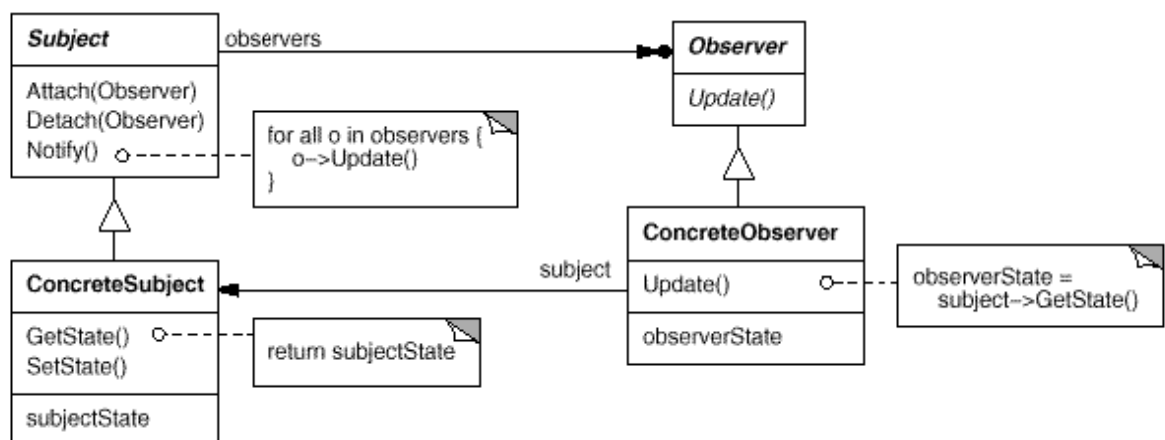 Subject
observers
Observer
Attach(Observer)
Detach(Observer)
Notify()
Update()
for all o in observers {
o–>Update()
}
ConcreteSubject
GetState()
SetState()
subjectState
return subjectState
subject
ConcreteObserver
Update()
observerState
observerState =
subject–>GetState()